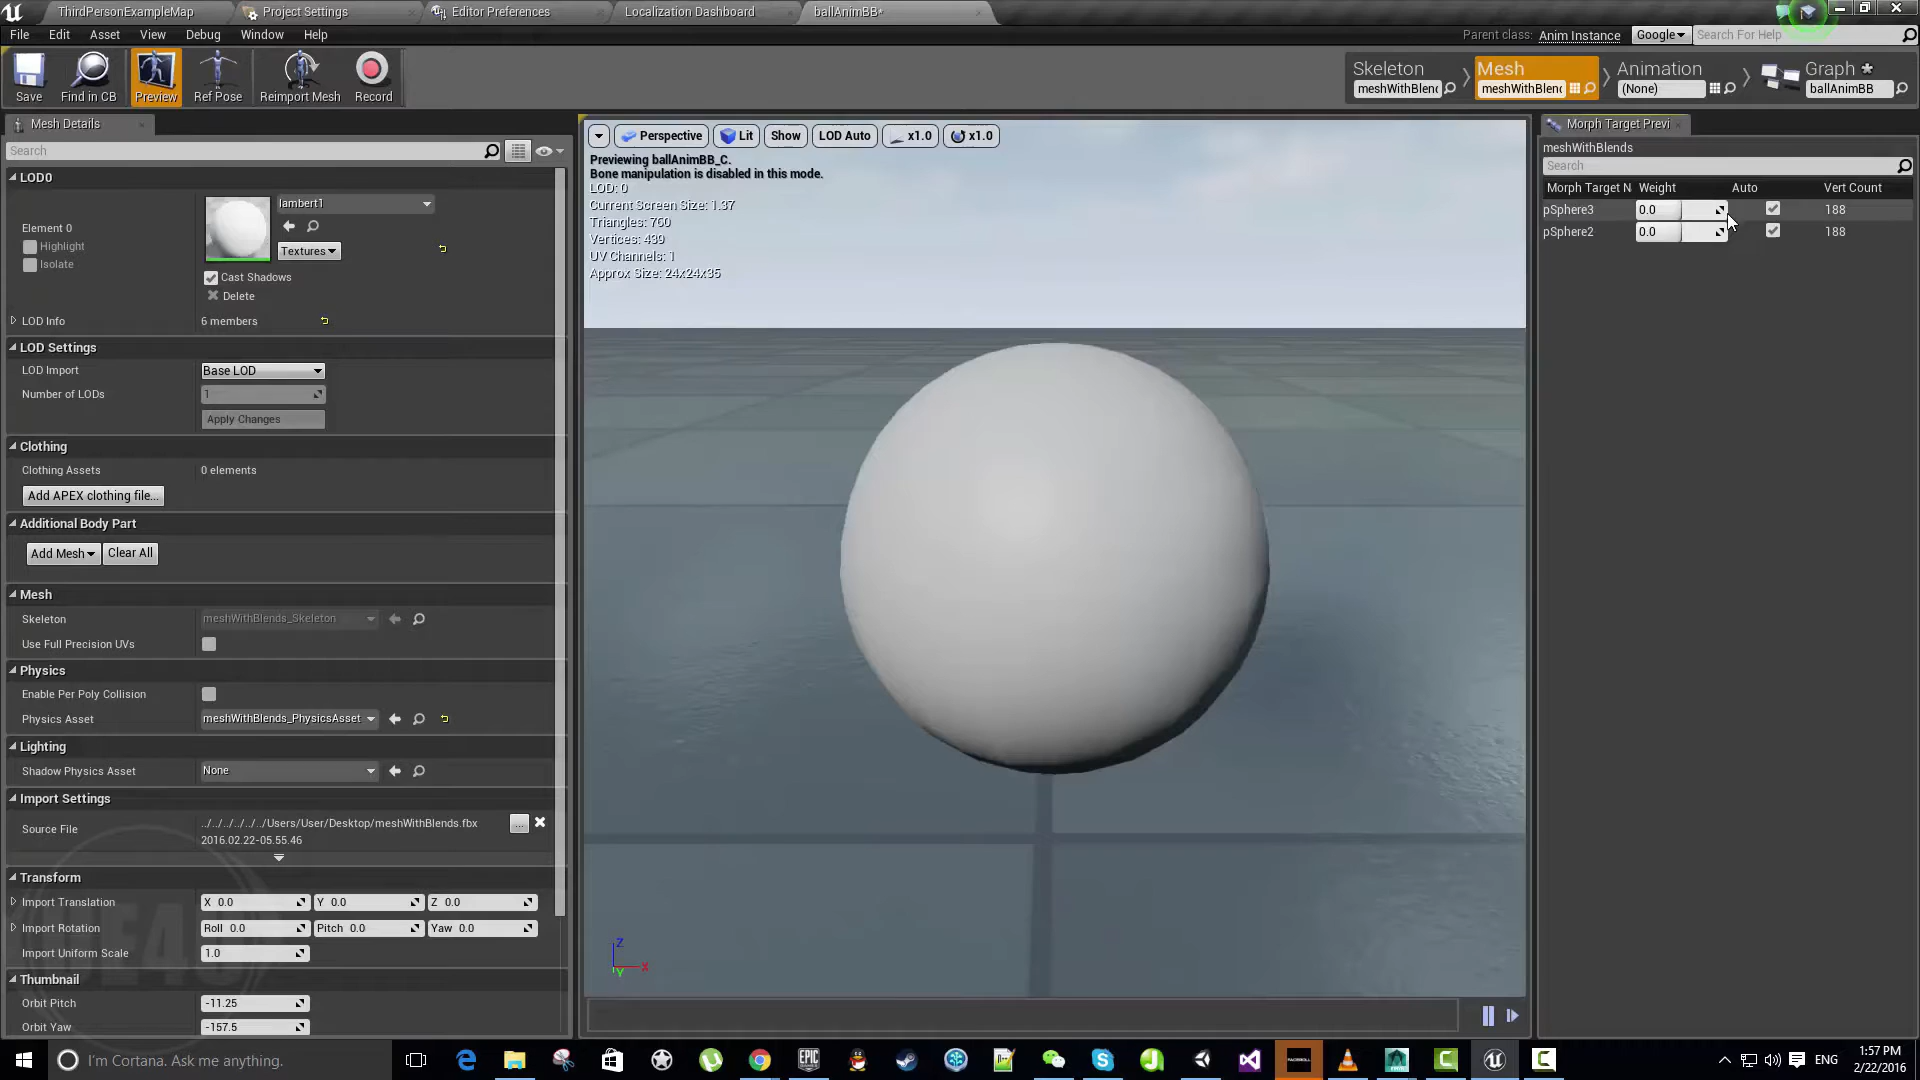 ThirdPersonExampleMap
Project Settings
Editor Preferences
Localization Dashboard
ballAnimBB*
File Edit Asset View Debug Window Help
Parent class: Anim Instance Google Search For Help
Save
Find in CB
Preview
Ref Pose
Reimport Mesh
Record
Skeleton
meshWithBlend
Mesh
meshWithBlend
Animation
(None)
Graph
ballAnimBB
Mesh Details
Search
LOD0
Element 0
Highlight
Isolate
lambert1
Textures
Cast Shadows
Delete
LOD Info 6 members
LOD Settings
LOD Import Base LOD
Number of LODs 1
Apply Changes
Clothing
Clothing Assets 0 elements
Add APEX clothing file...
Additional Body Part
Add Mesh Clear All
Mesh
Skeleton meshWithBlends_Skeleton
Use Full Precision UVs
Physics
Enable Per Poly Collision
Physics Asset meshWithBlends_PhysicsAsset
Lighting
Shadow Physics Asset None
Import Settings
Source File ../../../../../../Users/User/Desktop/meshWithBlends.fbx
2016.02.22-05.55.46
Transform
Import Translation X 0.0 Y 0.0 Z 0.0
Import Rotation Roll 0.0 Pitch 0.0 Yaw 0.0
Import Uniform Scale 1.0
Thumbnail
Orbit Pitch -11.25
Orbit Yaw -157.5
Perspective Lit Show LOD Auto x1.0 x1.0
Previewing ballAnimBB_C.
Bone manipulation is disabled in this mode.
LOD: 0
Current Screen Size: 1.37
Triangles: 760
Vertices: 439
UV Channels: 1
Approx Size: 24x24x35
Z
X
Y
Morph Target Previ
meshWithBlends
Search
Morph Target N Weight Auto Vert Count
pSphere3 0.0 188
pSphere2 0.0 188
I'm Cortana. Ask me anything.
EPIC
ENG
1:57 PM
2/22/2016